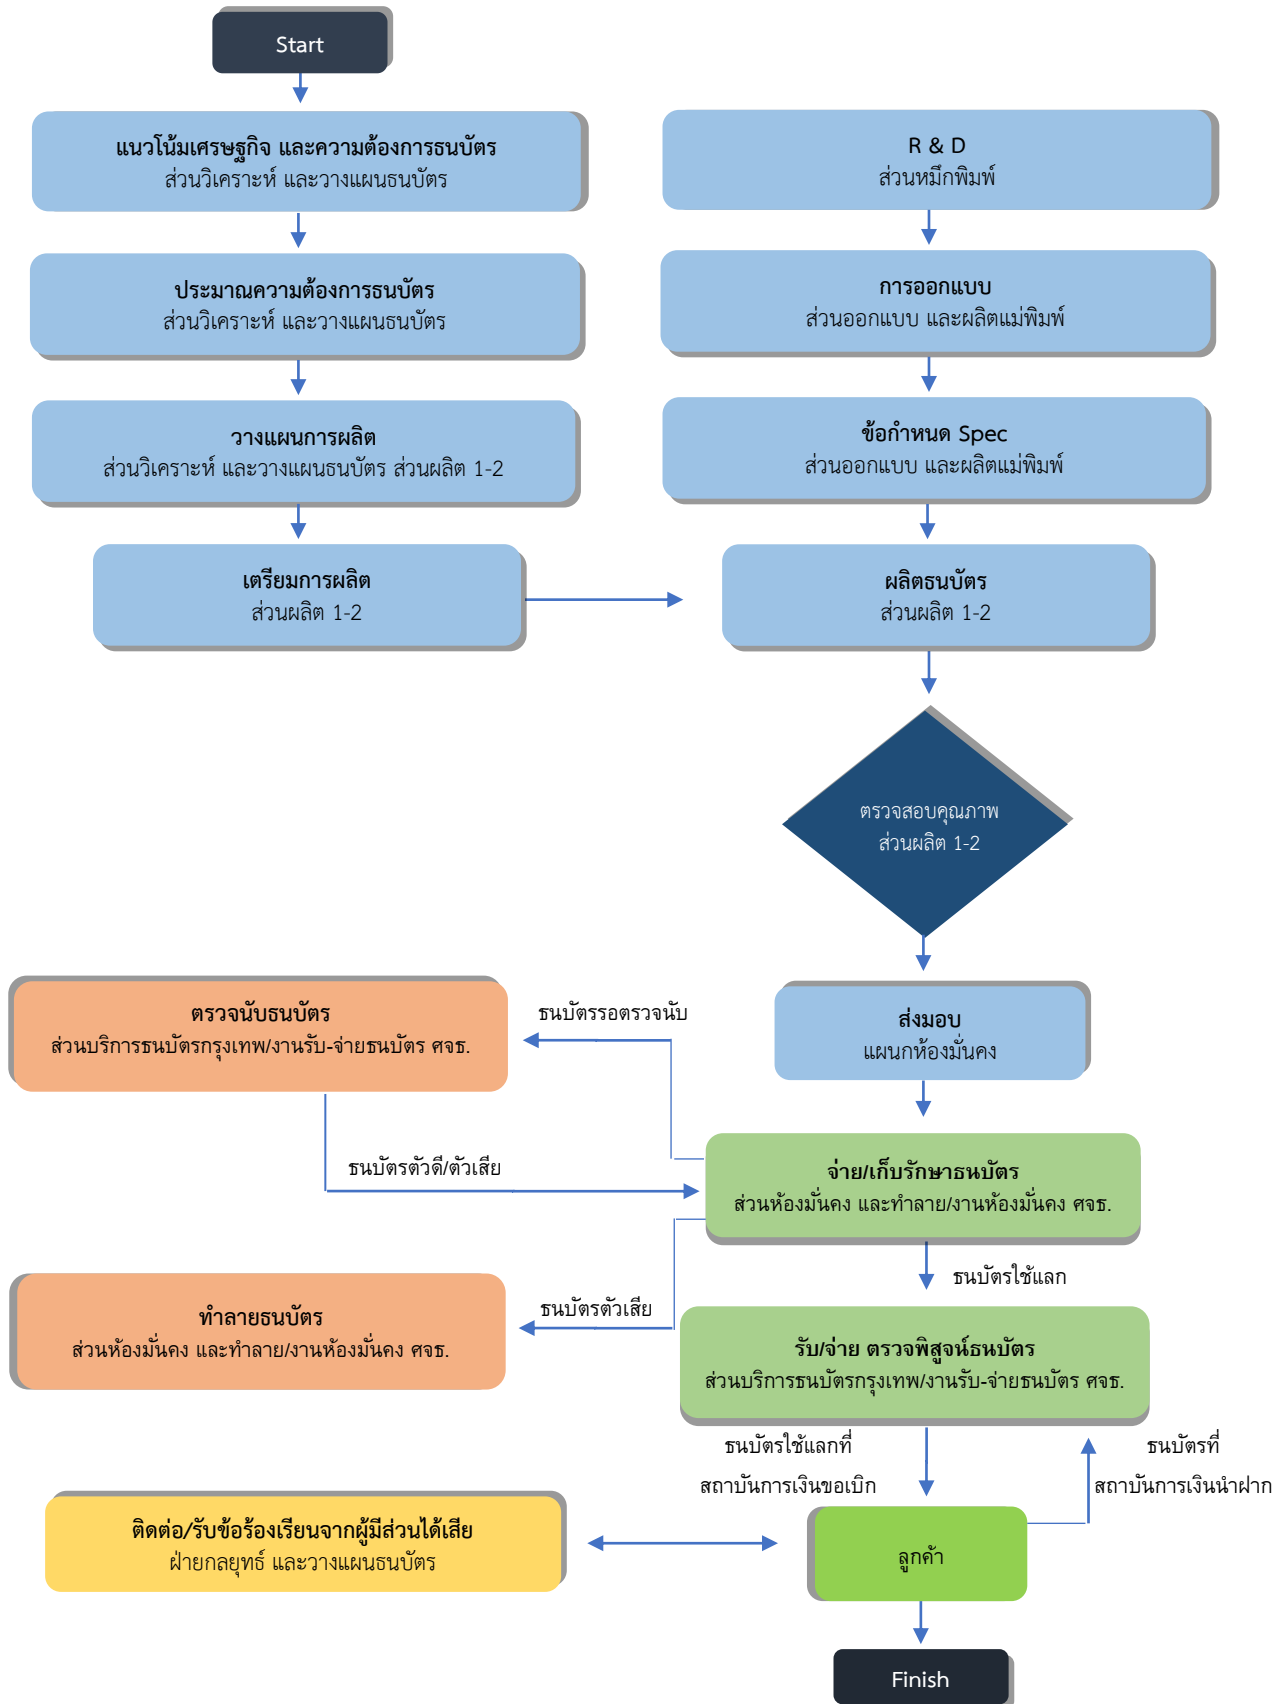 Start
แนวโน้มเศรษฐกิจ และความต้องการธนบัตร
ส่วนวิเคราะห์ และวางแผนธนบัตร
ประมาณความต้องการธนบัตร
ส่วนวิเคราะห์ และวางแผนธนบัตร
วางแผนการผลิต
ส่วนวิเคราะห์ และวางแผนธนบัตร ส่วนผลิต 1-2
เตรียมการผลิต
ส่วนผลิต 1-2
R & D
ส่วนหมึกพิมพ์
การออกแบบ
ส่วนออกแบบ และผลิตแม่พิมพ์
ข้อกำหนด Spec
ส่วนออกแบบ และผลิตแม่พิมพ์
ผลิตธนบัตร
ส่วนผลิต 1-2
ตรวจสอบคุณภาพ
ส่วนผลิต 1-2
ส่งมอบ
แผนกห้องมั่นคง
ธนบัตรรอตรวจนับ
ตรวจนับธนบัตร
ส่วนบริการธนบัตรกรุงเทพ/งานรับ-จ่ายธนบัตร ศจธ.
ธนบัตรตัวดี/ตัวเสีย
จ่าย/เก็บรักษาธนบัตร
ส่วนห้องมั่นคง และทำลาย/งานห้องมั่นคง ศจธ.
ธนบัตรใช้แลก
ธนบัตรตัวเสีย
ทำลายธนบัตร
ส่วนห้องมั่นคง และทำลาย/งานห้องมั่นคง ศจธ.
รับ/จ่าย ตรวจพิสูจน์ธนบัตร
ส่วนบริการธนบัตรกรุงเทพ/งานรับ-จ่ายธนบัตร ศจธ.
ธนบัตรใช้แลกที่
สถาบันการเงินขอเบิก
ธนบัตรที่
สถาบันการเงินนำฝาก
ติดต่อ/รับข้อร้องเรียนจากผู้มีส่วนได้เสีย
ฝ่ายกลยุทธ์ และวางแผนธนบัตร
ลูกค้า
Finish